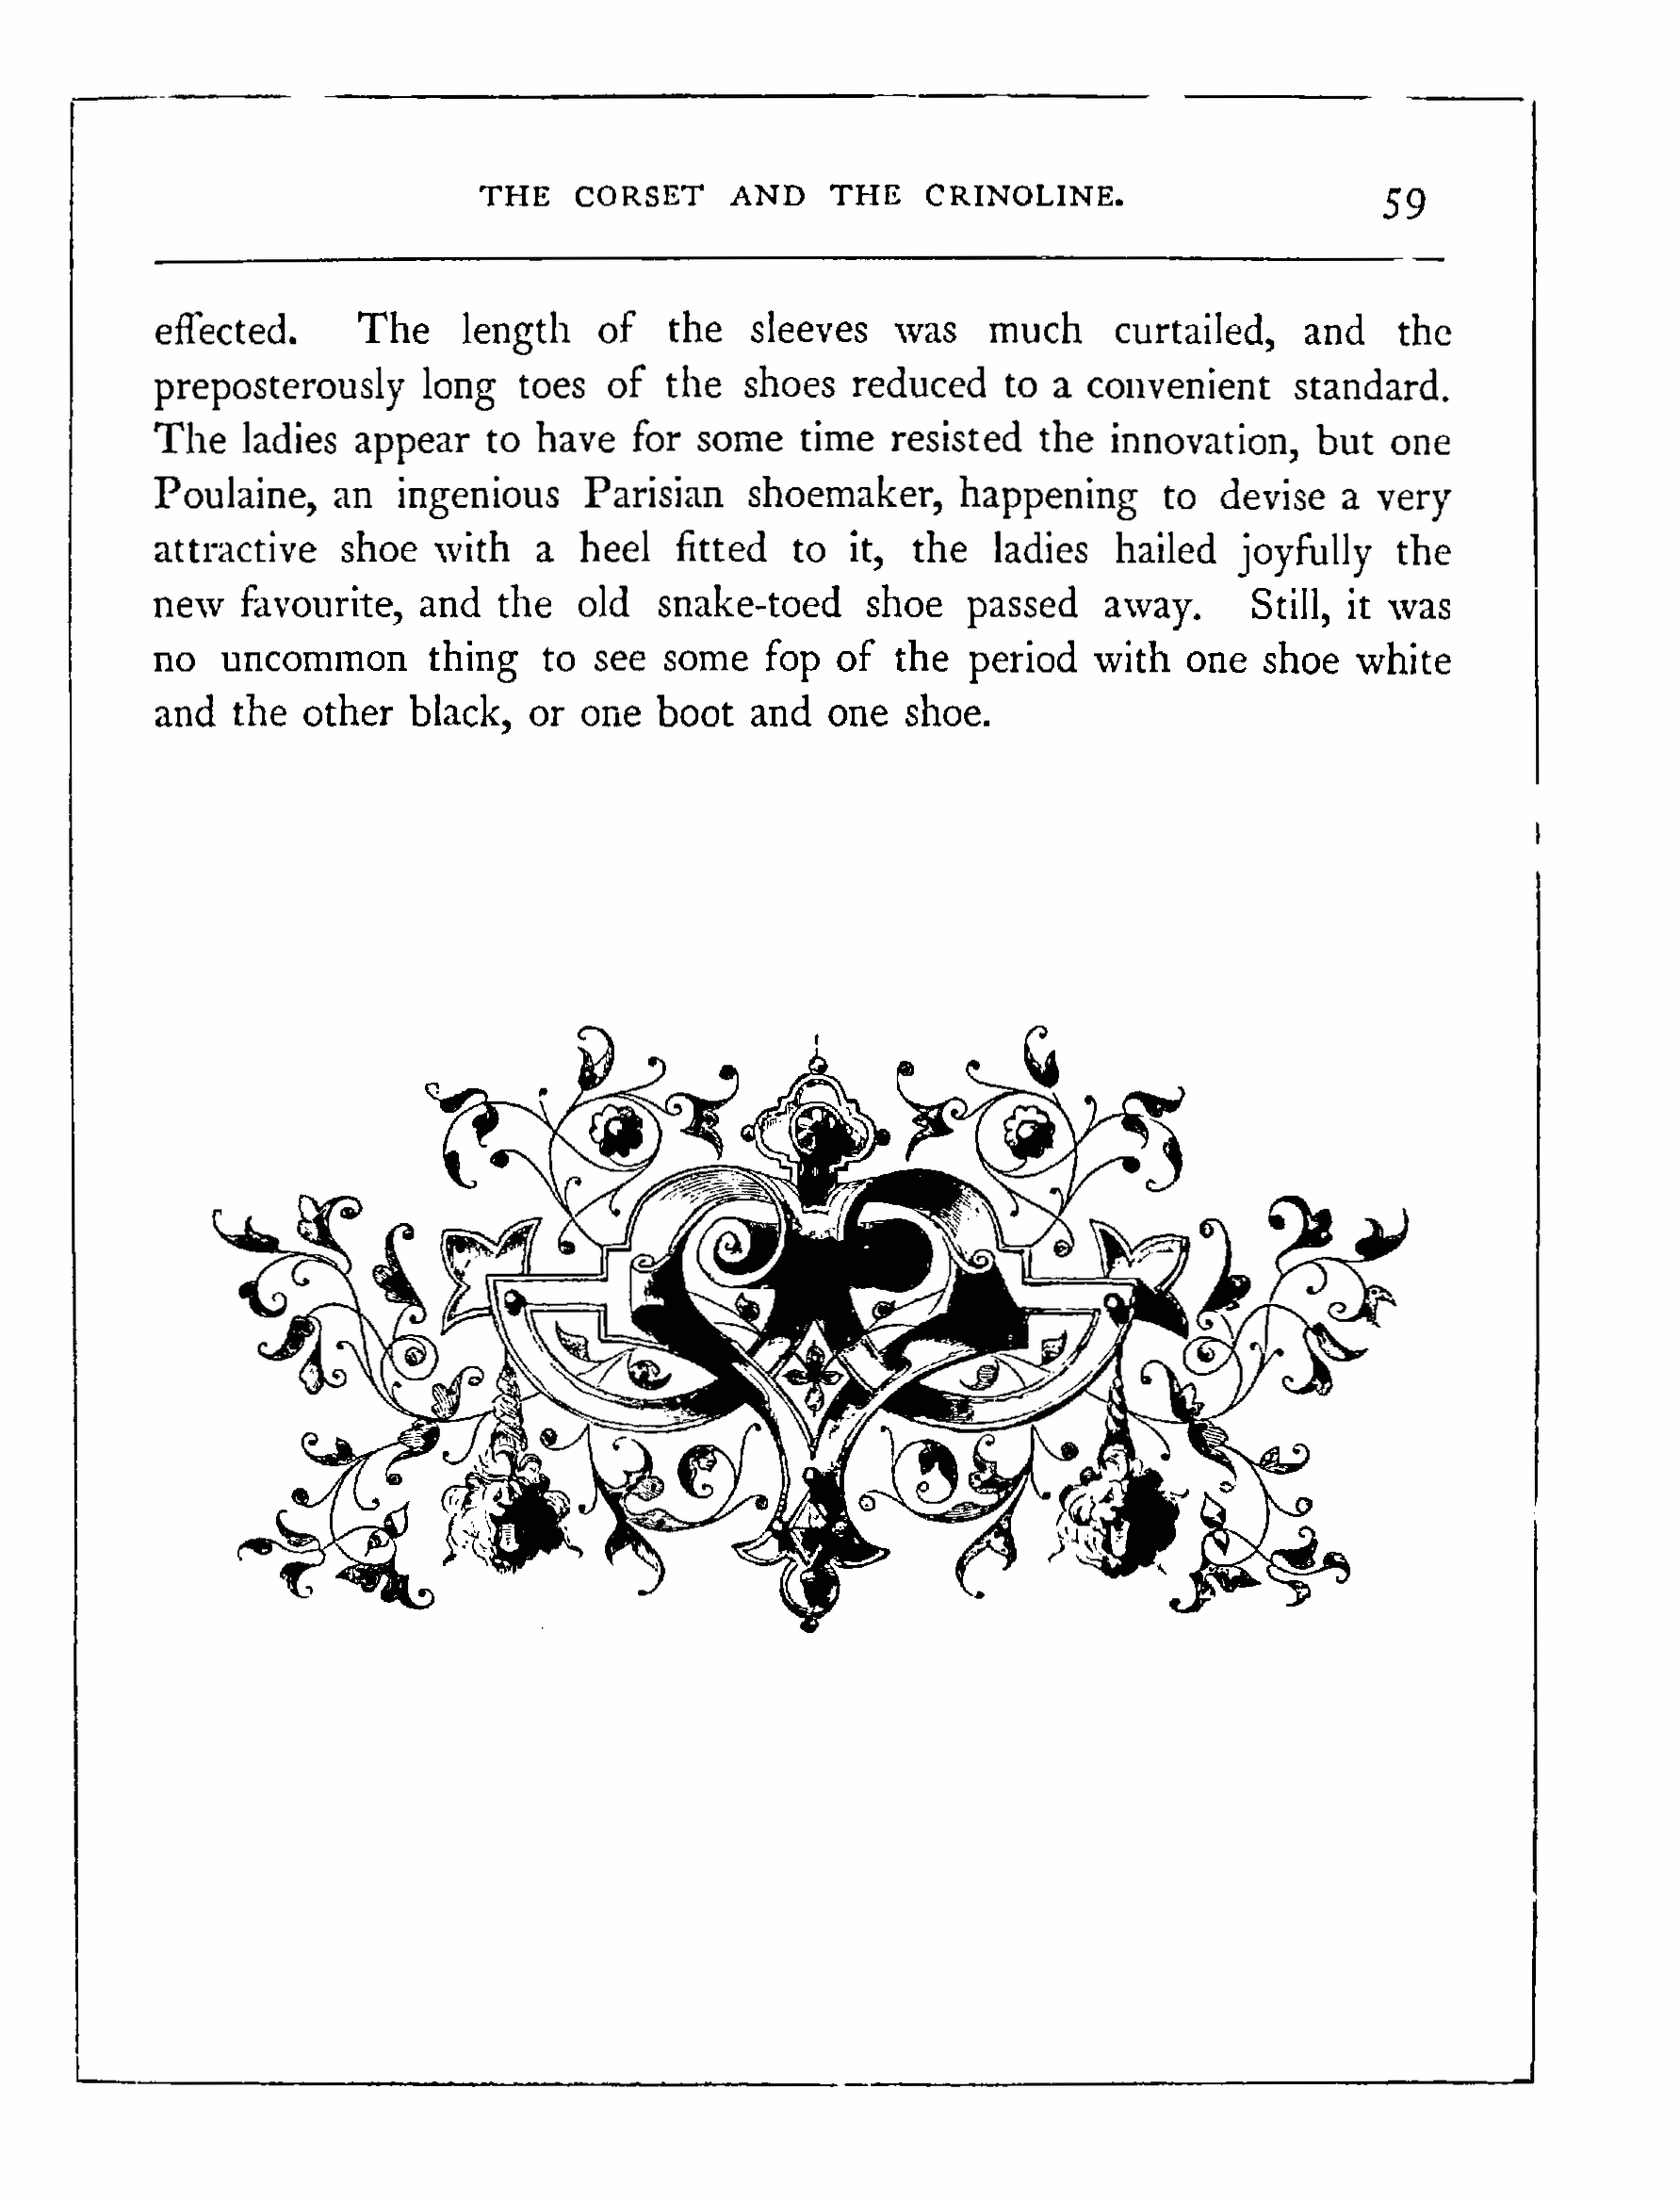 THE CORSET AND THE CRINOLINE. 59
effected. The length of the sleeves was much curtailed, and the
preposterously long toes of the shoes reduced to a convenient standard.
The ladies appear to have for some time resisted the innovation, but one
Poulaine, an ingenious Parisian shoemaker, happening to devise a very
attractive shoe with a heel fitted to it, the ladies hailed joyfully the
new favourite, and the old snake-toed shoe passed away. Still, it was
no uncommon thing to see some fop of the period with one shoe white
and the other black, or one boot and one shoe.